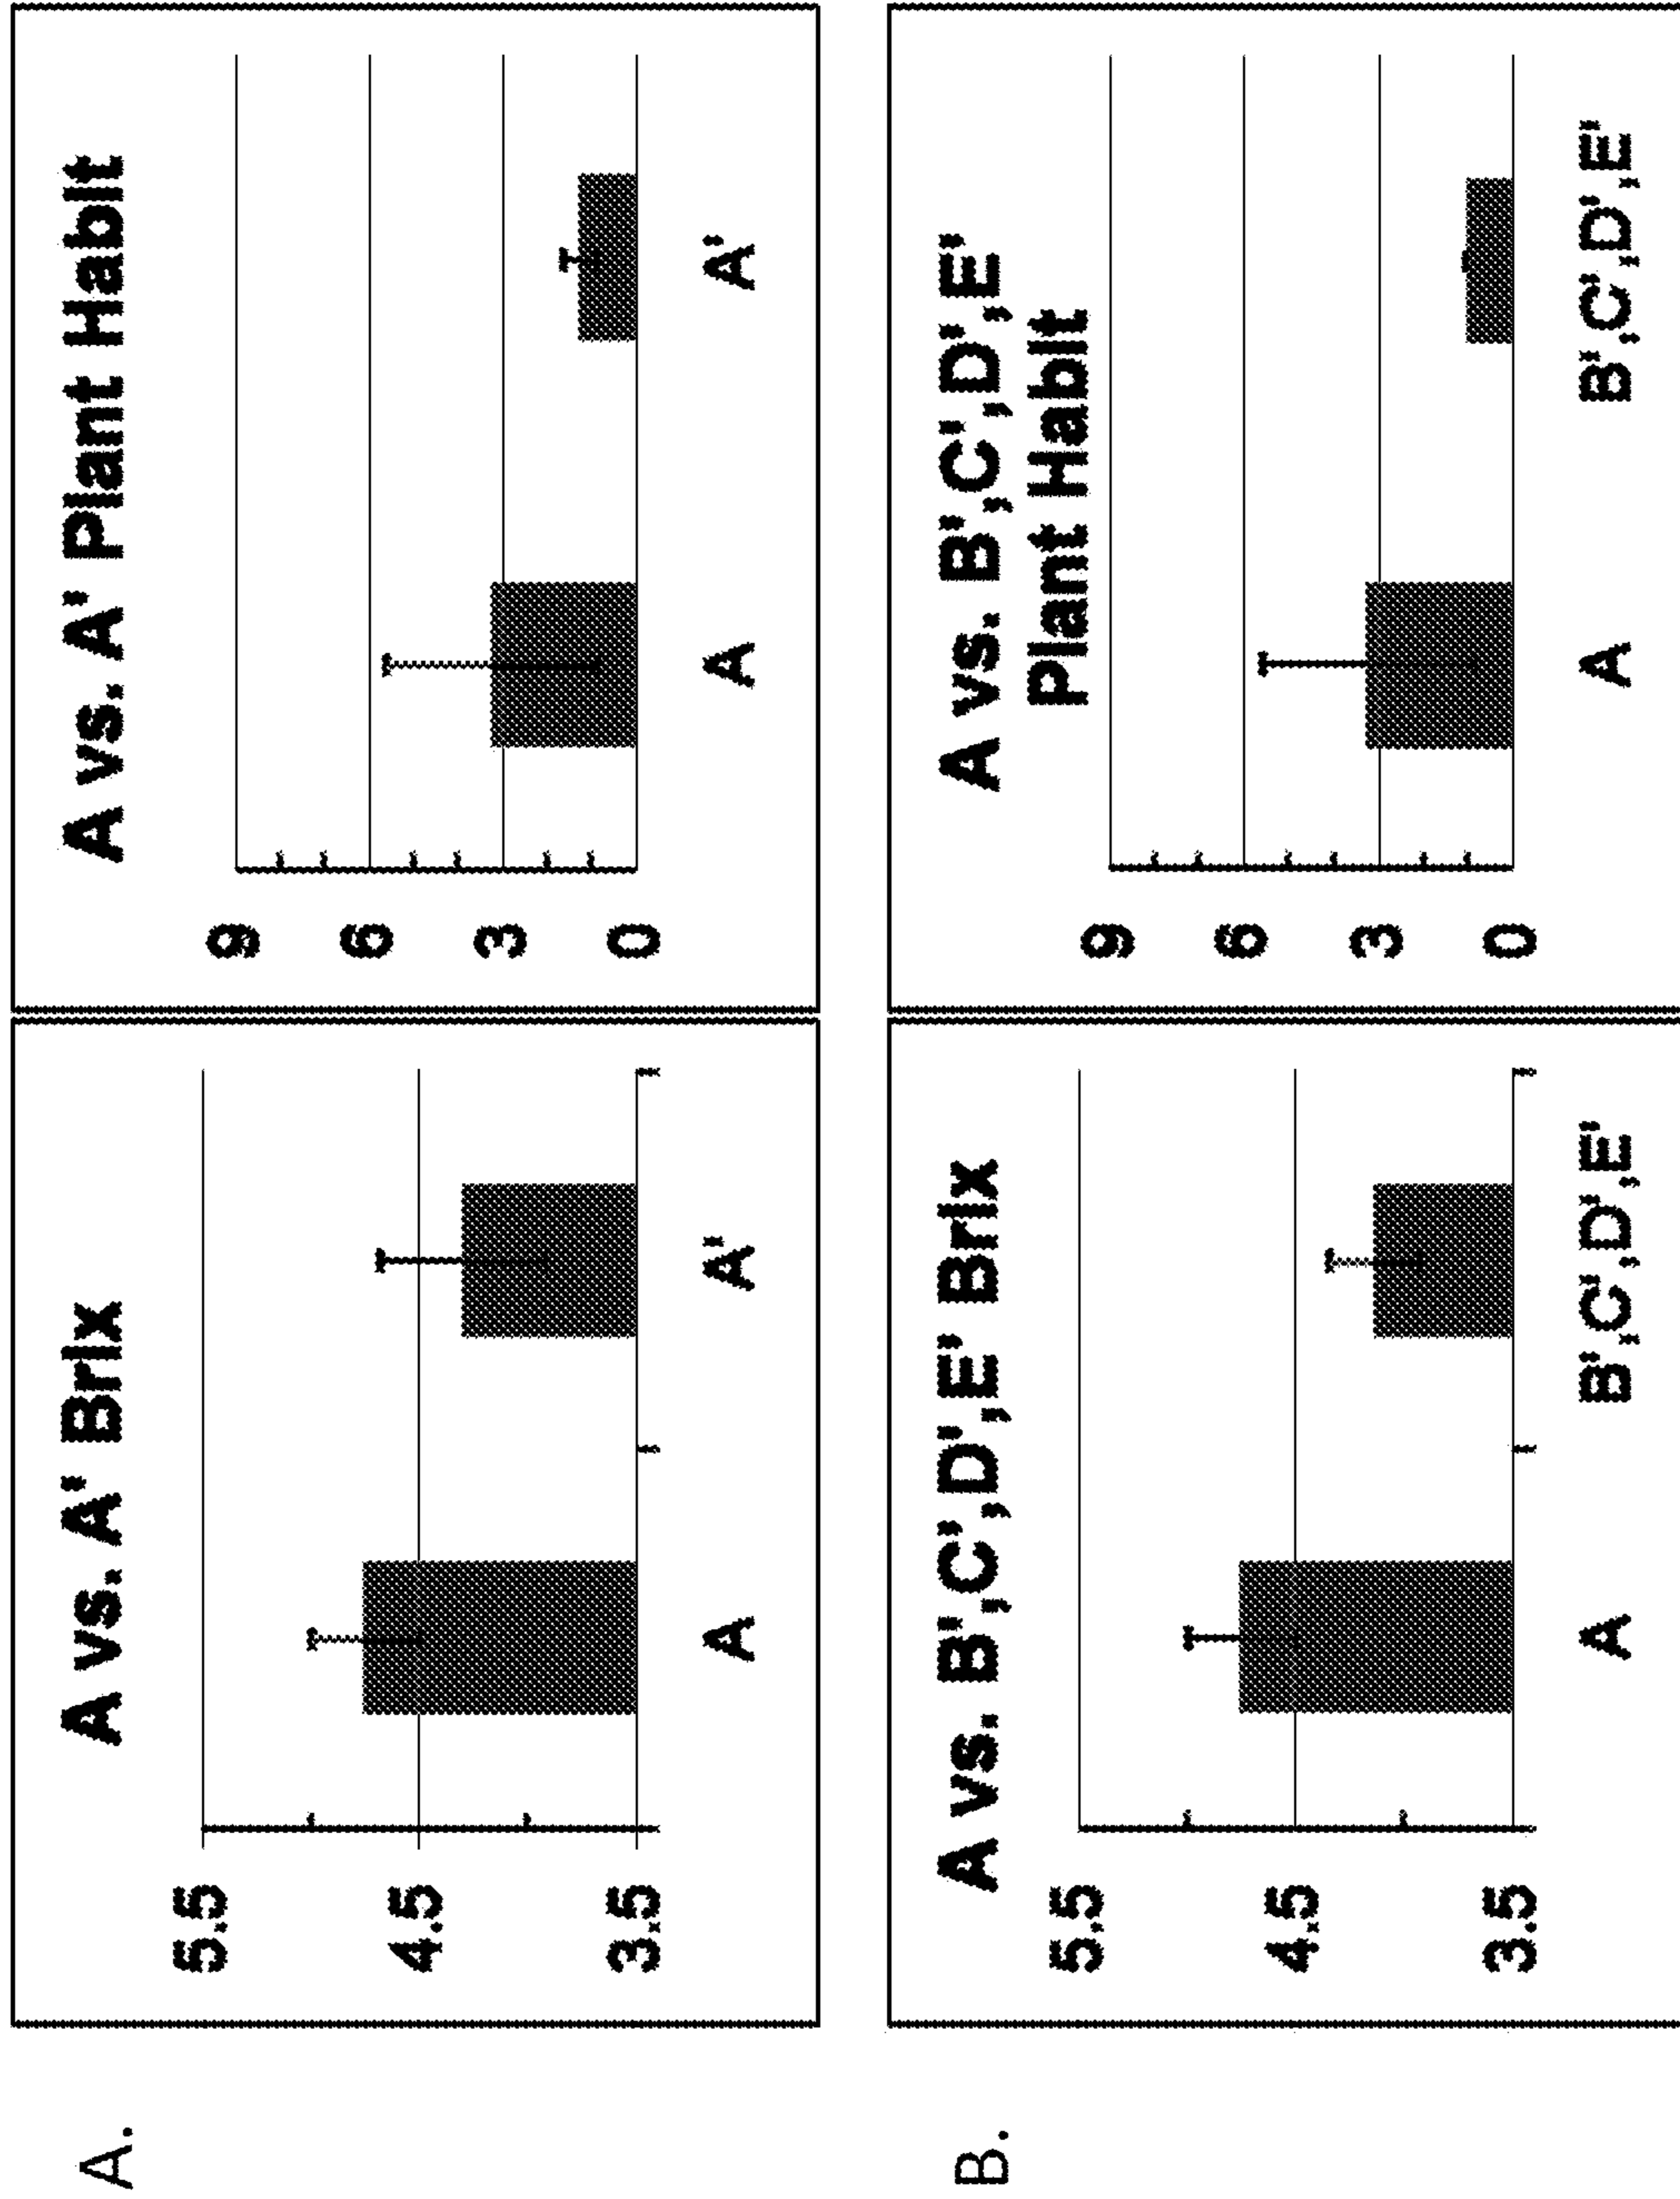 A.
A vs. A' Brix
5.5
4.5
3.5
A A'
A vs. A' Plant Habit
9
6
3
0
A A'
B.
A vs. B',C',D',E' Brix
5.5
4.5
3.5
A B',C',D',E'
A vs. B',C',D',E'
Plant Habit
9
6
3
0
A B',C',D',E'